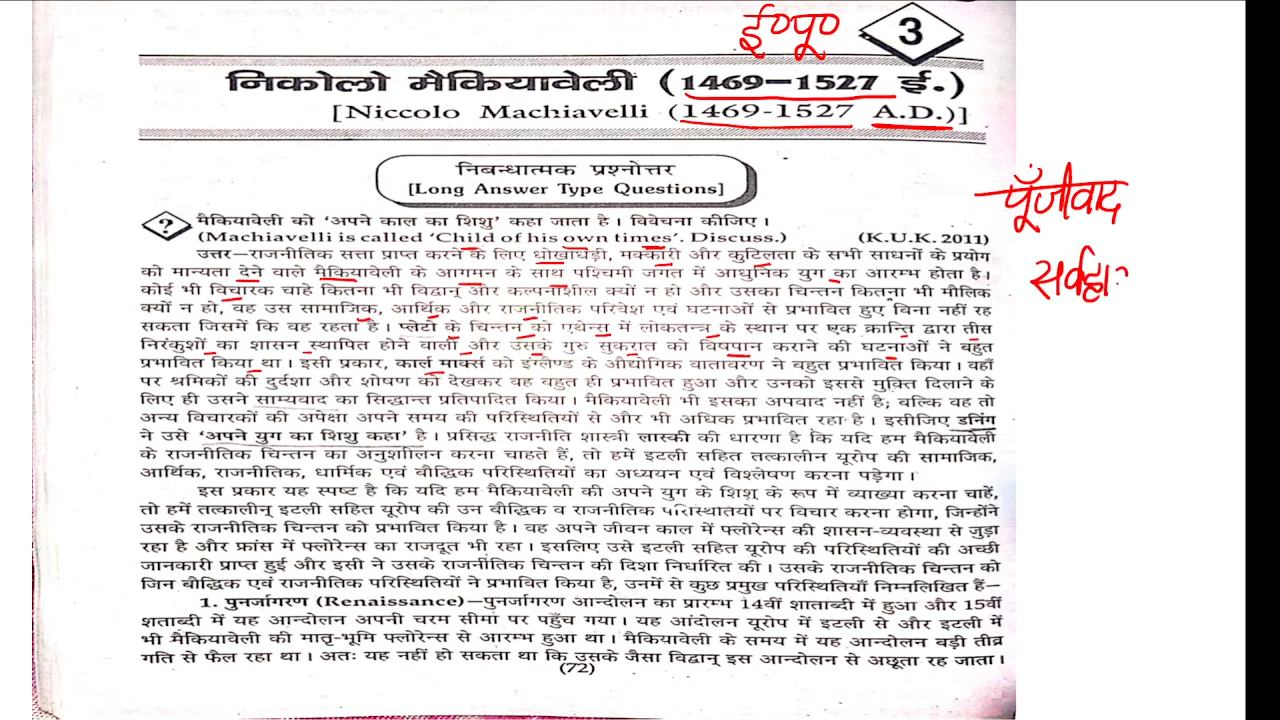 ई०पू०
3
निकोलो मैकियावेली (1469–1527 ई.)
[Niccolo Machiavelli (1469-1527 A.D.)]
निबन्धात्मक प्रश्नोत्तर
[Long Answer Type Questions]
? मैकियावेली को ‘अपने काल का शिशु’ कहा जाता है। विवेचना कीजिए।
(Machiavelli is called ‘Child of his own times’. Discuss.) (K.U.K. 2011)
उत्तर—राजनीतिक सत्ता प्राप्त करने के लिए धोखाधेड़ी, मक्कारी और कुटिलता के सभी साधनों के प्रयोग
को मान्यता देने वाले मैकियावेली के आगमन के साथ पश्चिमी जगत में आधुनिक युग का आरम्भ होता है।
कोई भी विचारक चाहे कितना भी विद्वान् और कल्पनाशील क्यों न हो और उसका चिन्तन कितना भी मौलिक
क्यों न हो, वह उस सामाजिक, आर्थिक और राजनीतिक परिवेश एवं घटनाओं से प्रभावित हुए बिना नहीं रह
सकता जिसमें कि वह रहता है। प्लेटो के चिन्तन को एथेन्स में लोकतन्त्र के स्थान पर एक क्रान्ति द्वारा तीस
निरंकुशों का शासन स्थापित होने वाली और उसके गुरु सुकरात को विषपान कराने की घटनाओं ने बहुत
प्रभावित किया था। इसी प्रकार, कार्ल मार्क्स को इंग्लैण्ड के औद्योगिक वातावरण ने बहुत प्रभावित किया। वहाँ
पर श्रमिकों की दुर्दशा और शोषण को देखकर वह बहुत ही प्रभावित हुआ और उनको इससे मुक्ति दिलाने के
लिए ही उसने साम्यवाद का सिद्धान्त प्रतिपादित किया। मैकियावेली भी इसका अपवाद नहीं है; बल्कि वह तो
अन्य विचारकों की अपेक्षा अपने समय की परिस्थितियों से और भी अधिक प्रभावित रहा है। इसीजिए डनिंग
ने उसे ‘अपने युग का शिशु कहा’ है। प्रसिद्ध राजनीति शास्त्री लास्की की धारणा है कि यदि हम मैकियावेली
के राजनीतिक चिन्तन का अनुशीलन करना चाहते हैं, तो हमें इटली सहित तत्कालीन यूरोप की सामाजिक,
आर्थिक, राजनीतिक, धार्मिक एवं बौद्धिक परिस्थितियों का अध्ययन एवं विश्लेषण करना पड़ेगा।
इस प्रकार यह स्पष्ट है कि यदि हम मैकियावेली की अपने युग के शिशु के रूप में व्याख्या करना चाहें,
तो हमें तत्कालीन् इटली सहित यूरोप की उन बौद्धिक व राजनीतिक परिस्थितियों पर विचार करना होगा, जिन्होंने
उसके राजनीतिक चिन्तन को प्रभावित किया है। वह अपने जीवन काल में फ्लोरेन्स की शासन-व्यवस्था से जुड़ा
रहा है और फ्रांस में फ्लोरेन्स का राजदूत भी रहा। इसलिए उसे इटली सहित यूरोप की परिस्थितियों की अच्छी
जानकारी प्राप्त हुई और इसी ने उसके राजनीतिक चिन्तन की दिशा निर्धारित की। उसके राजनीतिक चिन्तन को
जिन बौद्धिक एवं राजनीतिक परिस्थितियों ने प्रभावित किया है, उनमें से कुछ प्रमुख परिस्थितियाँ निम्नलिखित हैं—
1. पुनर्जागरण (Renaissance)—पुनर्जागरण आन्दोलन का प्रारम्भ 14वीं शाताब्दी में हुआ और 15वीं
शताब्दी में यह आन्दोलन अपनी चरम सीमा पर पहुँच गया। यह आंदोलन यूरोप में इटली से और इटली में
भी मैकियावेली की मातृ-भूमि फ्लोरेन्स से आरम्भ हुआ था। मैकियावेली के समय में यह आन्दोलन बड़ी तीव्र
गति से फैल रहा था। अतः यह नहीं हो सकता था कि उसके जैसा विद्वान् इस आन्दोलन से अछूता रह जाता।
(72)
पूँजीवाद